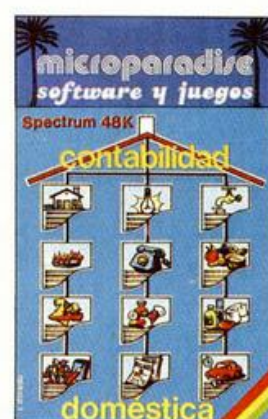 microparadise
software y juegos
Spectrum 48K
contabilidad
doméstica